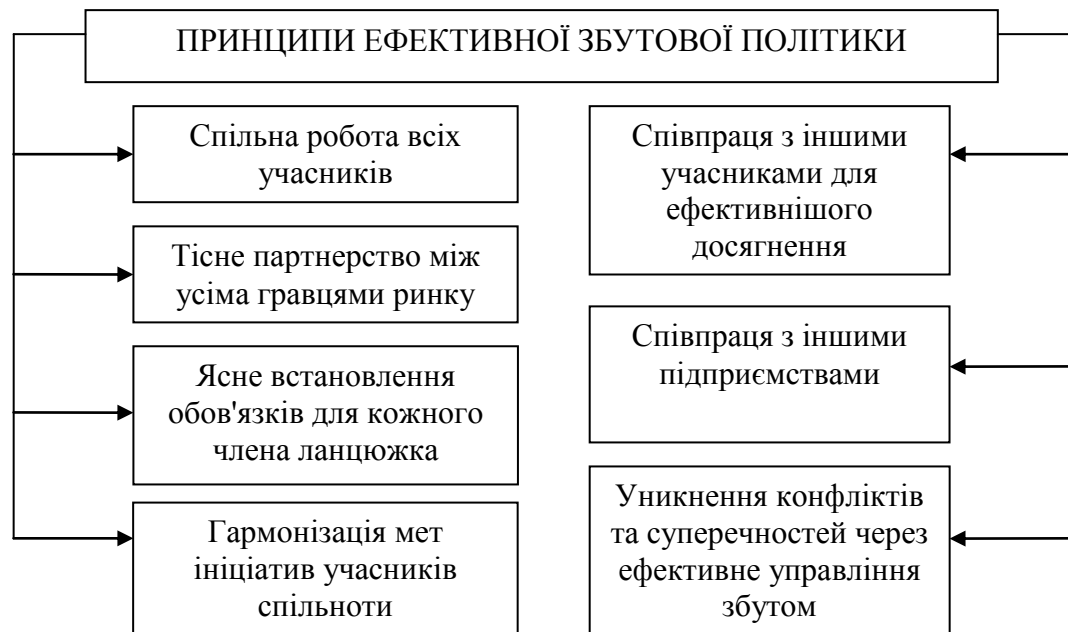 ПРИНЦИПИ ЕФЕКТИВНОЇ ЗБУТОВОЇ ПОЛІТИКИ
Спільна робота всіх
учасників
Тісне партнерство між
усіма гравцями ринку
Ясне встановлення
обов'язків для кожного
члена ланцюжка
Гармонізація мет
ініціатив учасників
спільноти
Співпраця з іншими
учасниками для
ефективнішого
досягнення
Співпраця з іншими
підприємствами
Уникнення конфліктів
та суперечностей через
ефективне управління
збутом